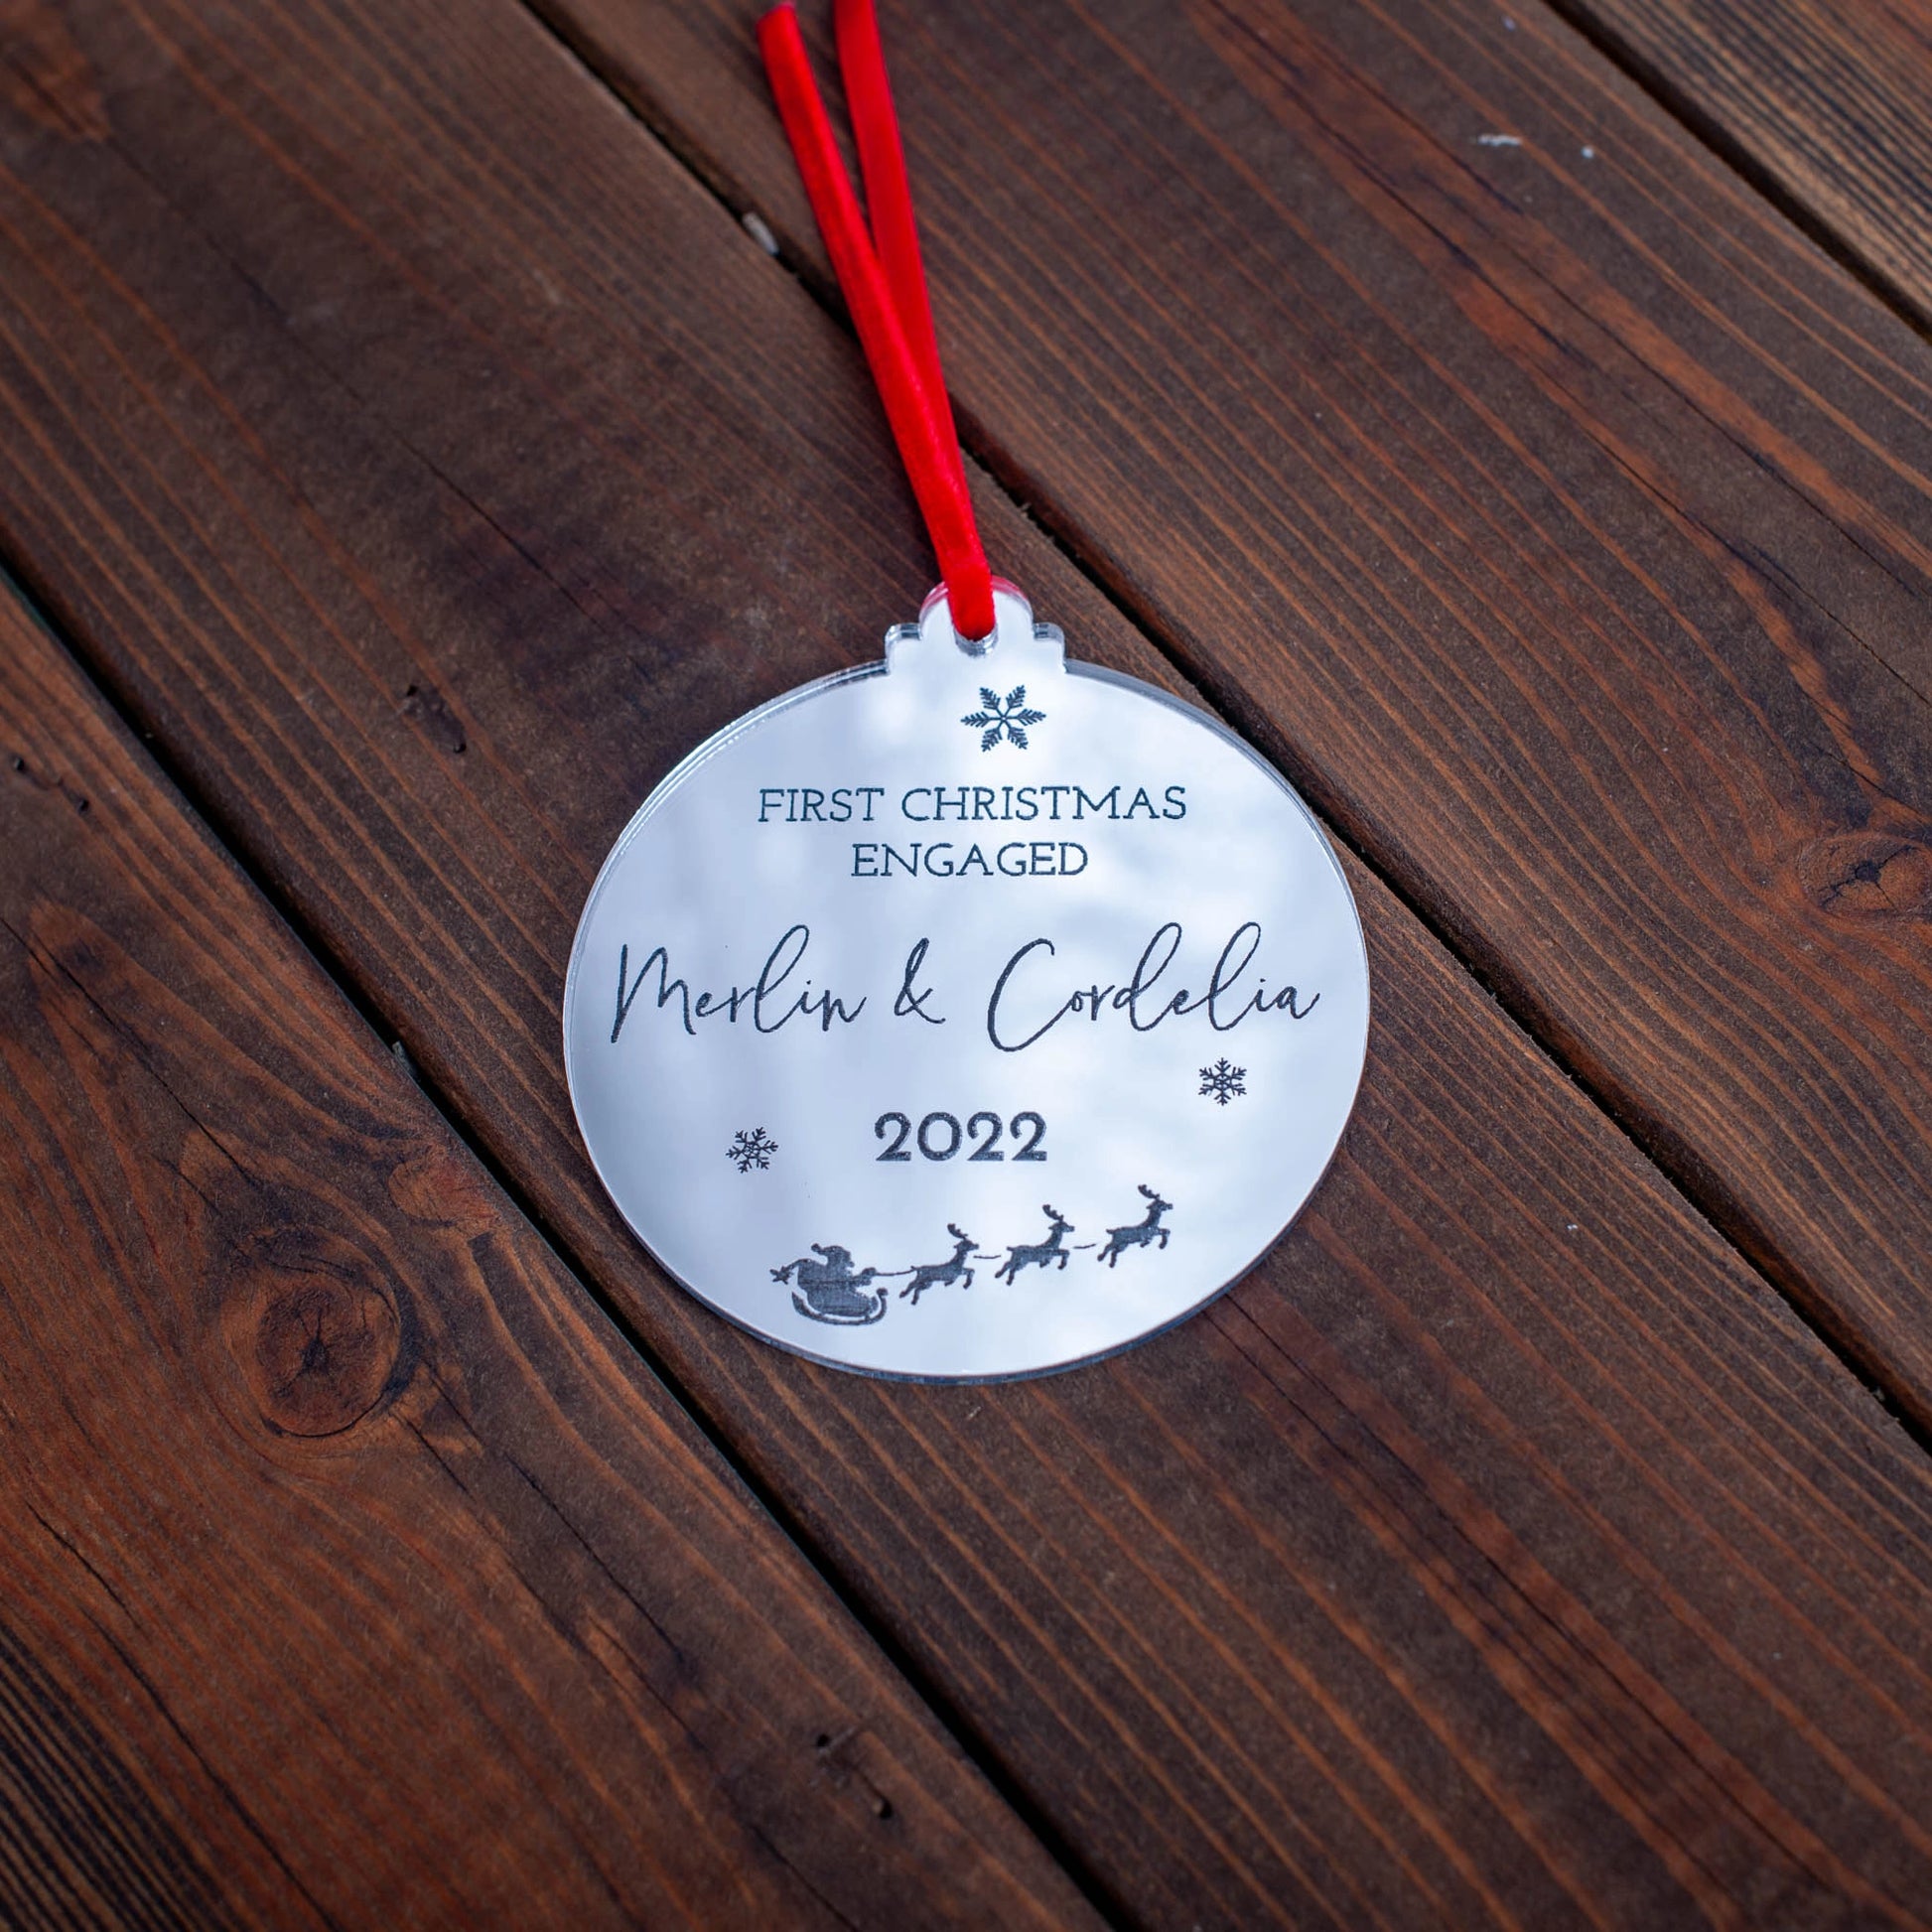 FIRST CHRISTMAS
ENGAGED
Merlin & Cordelia
2022